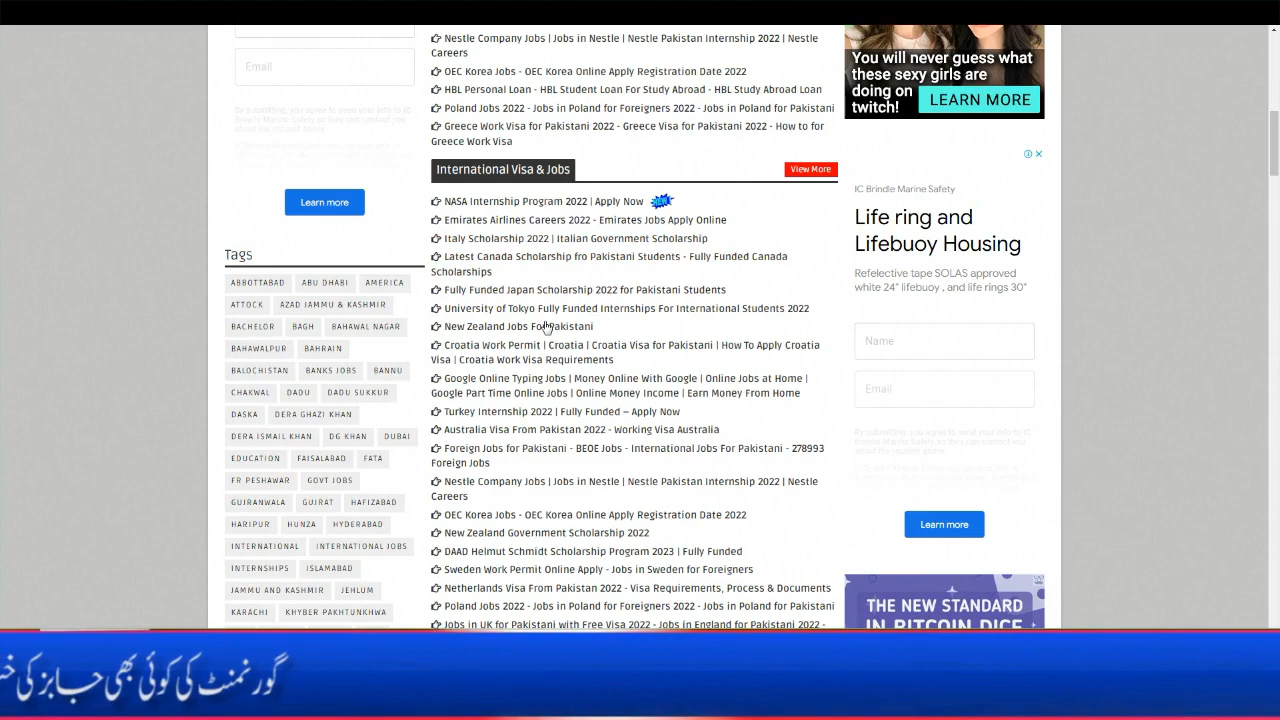 Email
Learn more
Tags
ABBOTTABAD ABU DHABI AMERICA
ATTOCK AZAD JAMMU & KASHMIR
BACHELOR BAGH BAHAWAL NAGAR
BAHAWALPUR BAHRAIN
BALOCHISTAN BANKS JOBS BANNU
CHAKWAL DADU DADU SUKKUR
DASKA DERA GHAZI KHAN
DERA ISMAIL KHAN DG KHAN DUBAI
EDUCATION FAISALABAD FATA
FR PESHAWAR GOVT JOBS
GUJRANWALA GUJRAT HAFIZABAD
HARIPUR HUNZA HYDERABAD
INTERNATIONAL INTERNATIONAL JOBS
INTERNSHIPS ISLAMABAD
JAMMU AND KASHMIR JEHLUM
KARACHI KHYBER PAKHTUNKHWA
Nestle Company Jobs | Jobs in Nestle | Nestle Pakistan Internship 2022 | Nestle
Careers
OEC Korea Jobs - OEC Korea Online Apply Registration Date 2022
HBL Personal Loan - HBL Student Loan For Study Abroad - HBL Study Abroad Loan
Poland Jobs 2022 - Jobs in Poland for Foreigners 2022 - Jobs in Poland for Pakistani
Greece Work Visa for Pakistani 2022 - Greece Visa for Pakistani 2022 - How to for
Greece Work Visa
International Visa & Jobs View More
NASA Internship Program 2022 | Apply Now NEW
Emirates Airlines Careers 2022 - Emirates Jobs Apply Online
Italy Scholarship 2022 | Italian Government Scholarship
Latest Canada Scholarship fro Pakistani Students - Fully Funded Canada
Scholarships
Fully Funded Japan Scholarship 2022 for Pakistani Students
University of Tokyo Fully Funded Internships For International Students 2022
New Zealand Jobs For Pakistani
Croatia Work Permit | Croatia | Croatia Visa for Pakistani | How To Apply Croatia
Visa | Croatia Work Visa Requirements
Google Online Typing Jobs | Money Online With Google | Online Jobs at Home |
Google Part Time Online Jobs | Online Money Income | Earn Money From Home
Turkey Internship 2022 | Fully Funded – Apply Now
Australia Visa From Pakistan 2022 - Working Visa Australia
Foreign Jobs for Pakistani - BEOE Jobs - International Jobs For Pakistani - 278993
Foreign Jobs
Nestle Company Jobs | Jobs in Nestle | Nestle Pakistan Internship 2022 | Nestle
Careers
OEC Korea Jobs - OEC Korea Online Apply Registration Date 2022
New Zealand Government Scholarship 2022
DAAD Helmut Schmidt Scholarship Program 2023 | Fully Funded
Sweden Work Permit Online Apply - Jobs in Sweden for Foreigners
Netherlands Visa From Pakistan 2022 - Visa Requirements, Process & Documents
Poland Jobs 2022 - Jobs in Poland for Foreigners 2022 - Jobs in Poland for Pakistani
Jobs in UK for Pakistani with Free Visa 2022 - Jobs in England for Pakistani 2022 -
You will never guess what
these sexy girls are
doing on
twitch! LEARN MORE
IC Brindle Marine Safety
Life ring and
Lifebuoy Housing
Refelective tape SOLAS approved
white 24" lifebuoy , and life rings 30"
Name
Email
Learn more
THE NEW STANDARD
IN BITCOIN DICE
گورنمنٹ کی کوئی بھی جابز کی